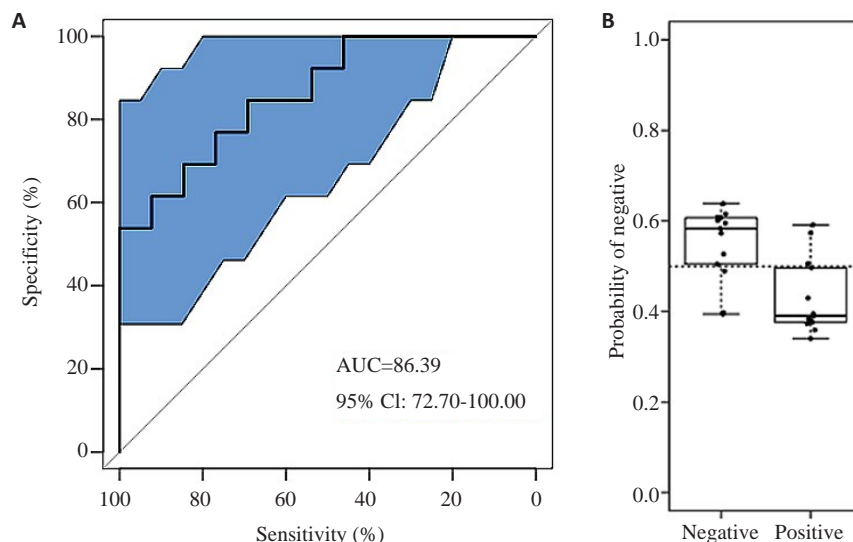 A
100
80
60
40
20
0
Specificity (%)
AUC=86.39
95% Cl: 72.70-100.00
100 80 60 40 20 0
Sensitivity (%)
B
1.0
0.8
0.6
0.4
0.2
0.0
Probability of negative
Negative Positive